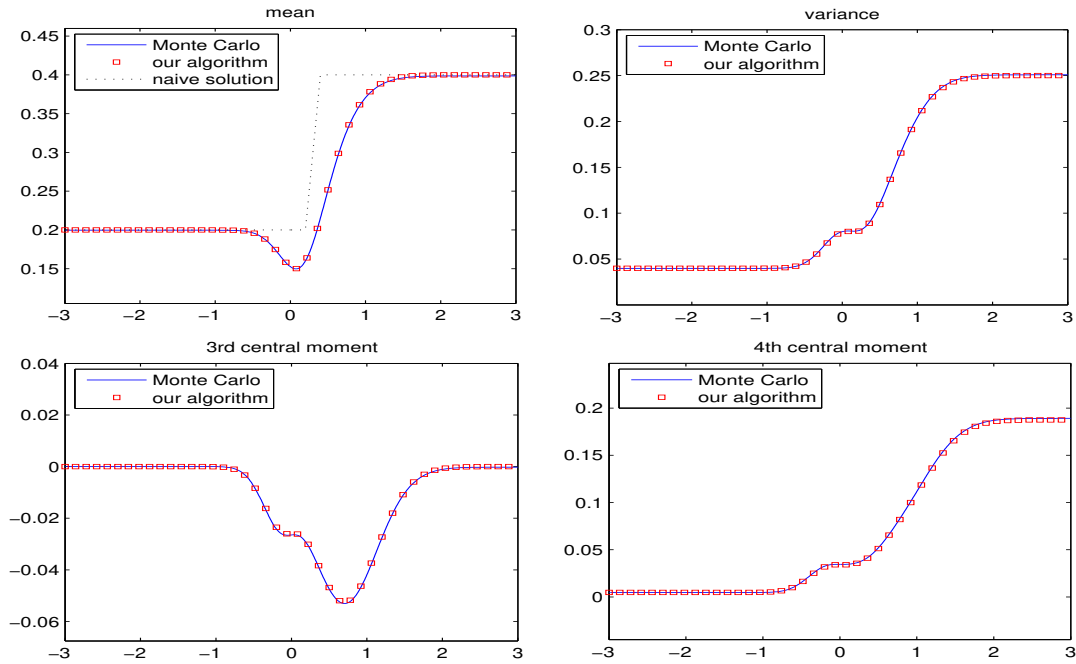 mean
0.45
0.4
0.35
0.3
0.25
0.2
0.15
−3 −2 −1 0 1 2 3
Monte Carlo
our algorithm
naive solution
variance
0.3
0.25
0.2
0.15
0.1
0.05
−3 −2 −1 0 1 2 3
Monte Carlo
our algorithm
3rd central moment
0.04
0.02
0
−0.02
−0.04
−0.06
−3 −2 −1 0 1 2 3
Monte Carlo
our algorithm
4th central moment
0.2
0.15
0.1
0.05
0
−3 −2 −1 0 1 2 3
Monte Carlo
our algorithm